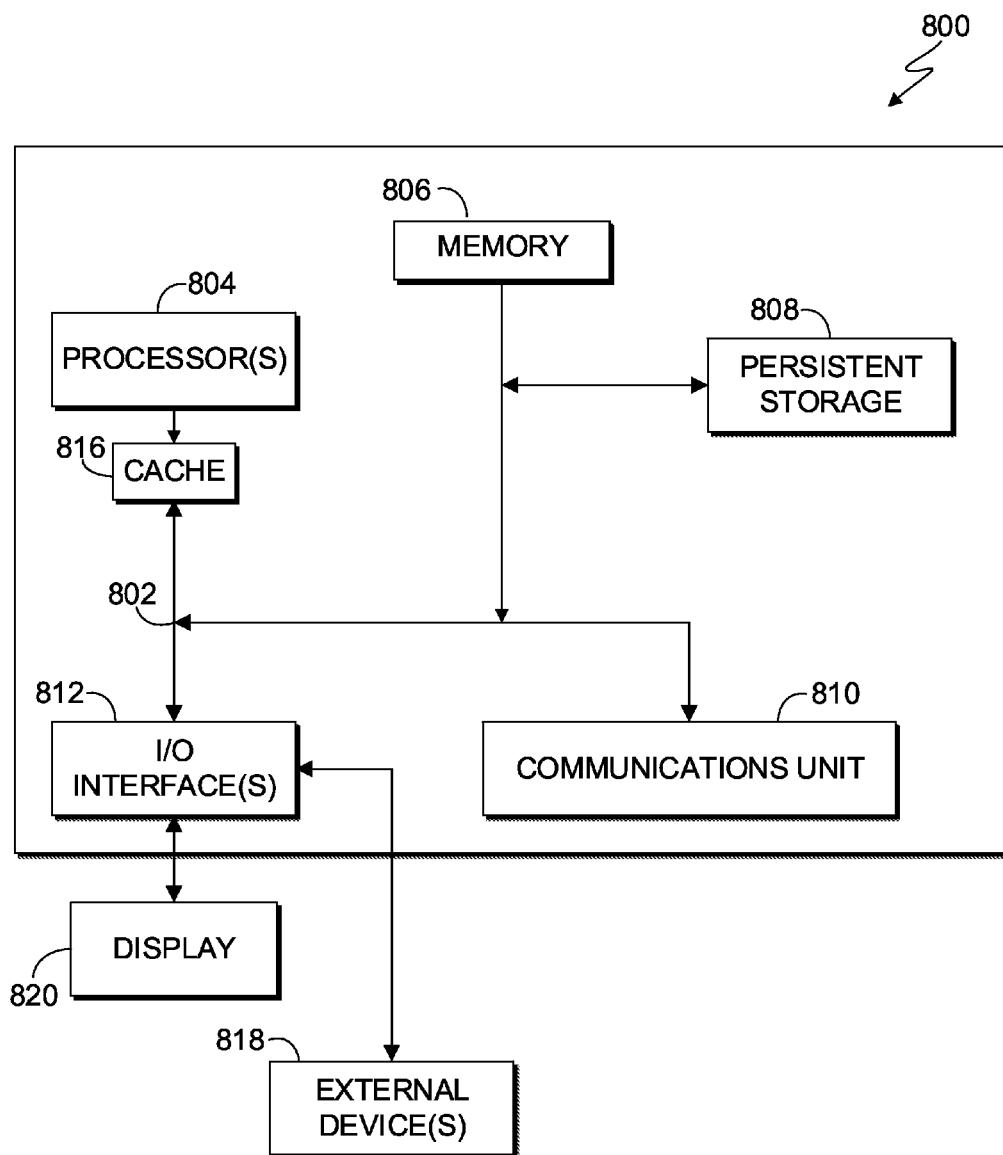 800
806
MEMORY
804
PROCESSOR(S)
808
PERSISTENT
STORAGE
816
CACHE
802
812
I/O
INTERFACE(S)
810
COMMUNICATIONS UNIT
DISPLAY
820
818
EXTERNAL
DEVICE(S)